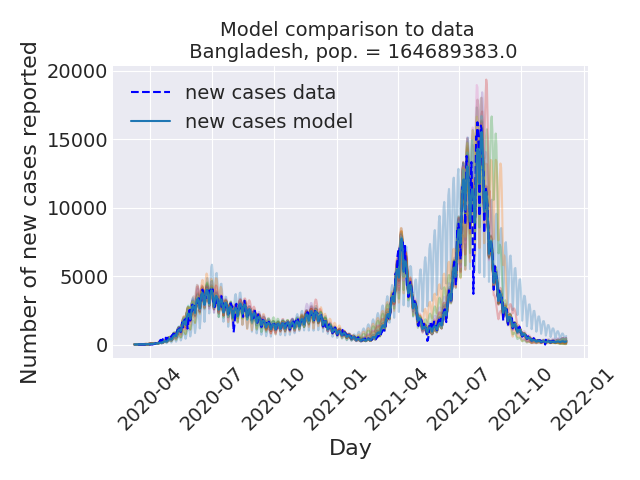 Model comparison to data
Bangladesh, pop. = 164689383.0
Number of new cases reported
20000
15000
10000
5000
0
new cases data
new cases model
2020-04
2020-07
2020-10
2021-01
2021-04
2021-07
2021-10
2022-01
Day